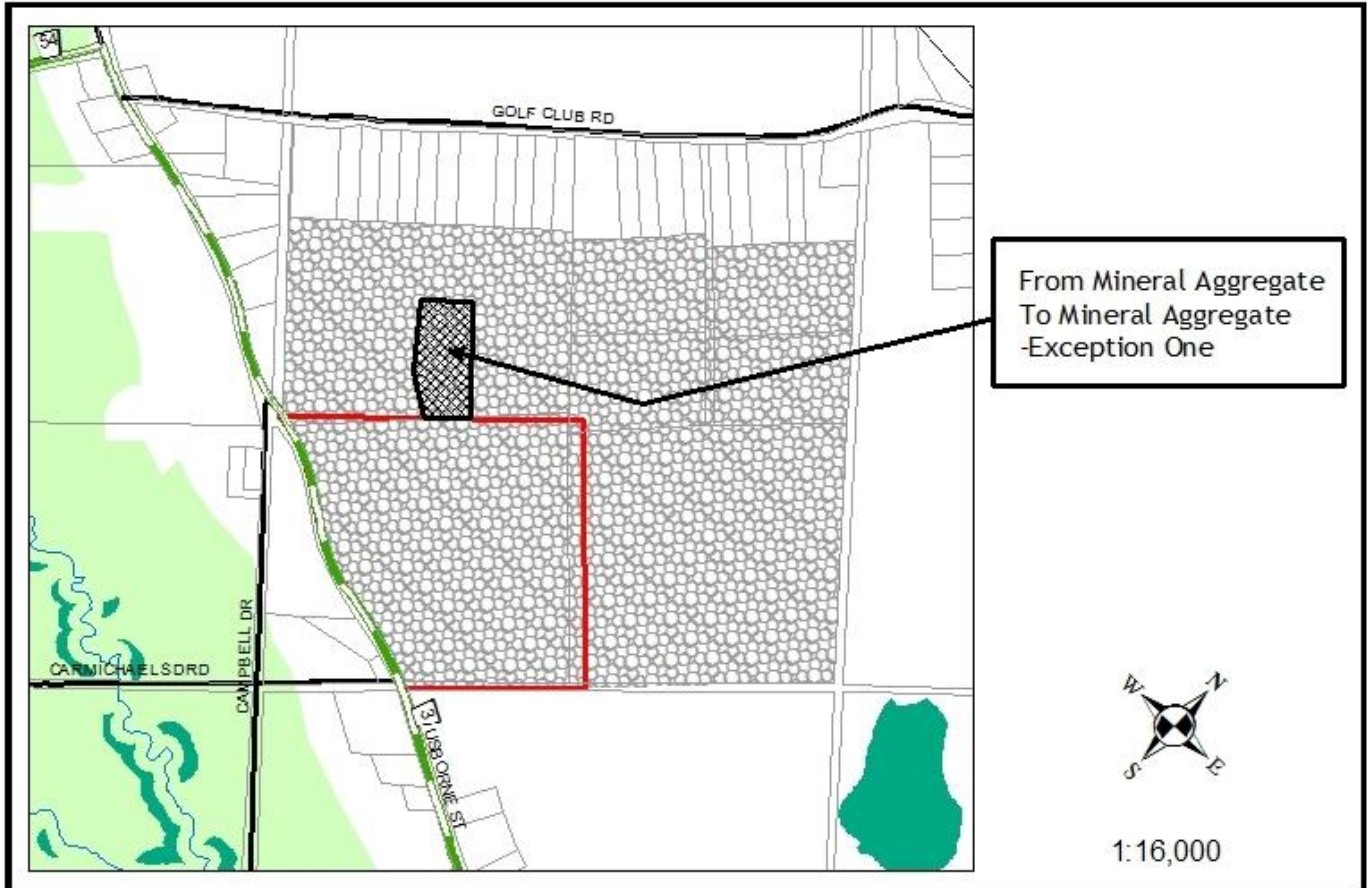 54
GOLF CLUB RD
From Mineral Aggregate
To Mineral Aggregate
-Exception One
CARMICHAELSDRD
CAMPBELL DR
3/USBORNE ST
W
N
S
E
1:16,000